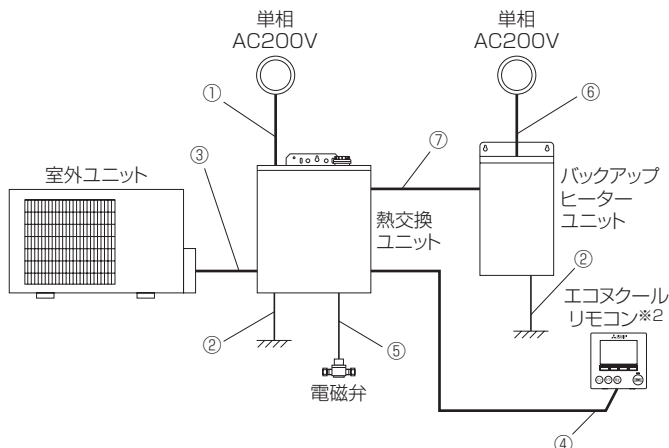 単相
AC200V
単相
AC200V
①
⑥
③
⑦
室外ユニット
バックアップ
ヒーター
ユニット
熱交換
ユニット
②
エコヌクール
リモコン※2
②
⑤
電磁弁
④